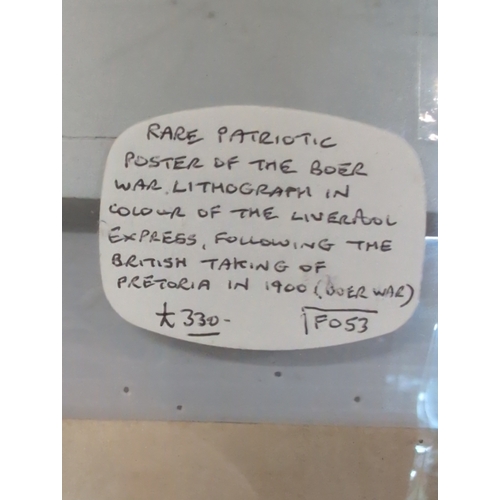 RARE PATRIOTIC
POSTER OF THE BOER
WAR. LITHOGRAPH IN
COLOUR OF THE LIVERPOOL
EXPRESS, FOLLOWING THE
BRITISH TAKING OF
PRETORIA IN 1900 (BOER WAR)
£330-
F053